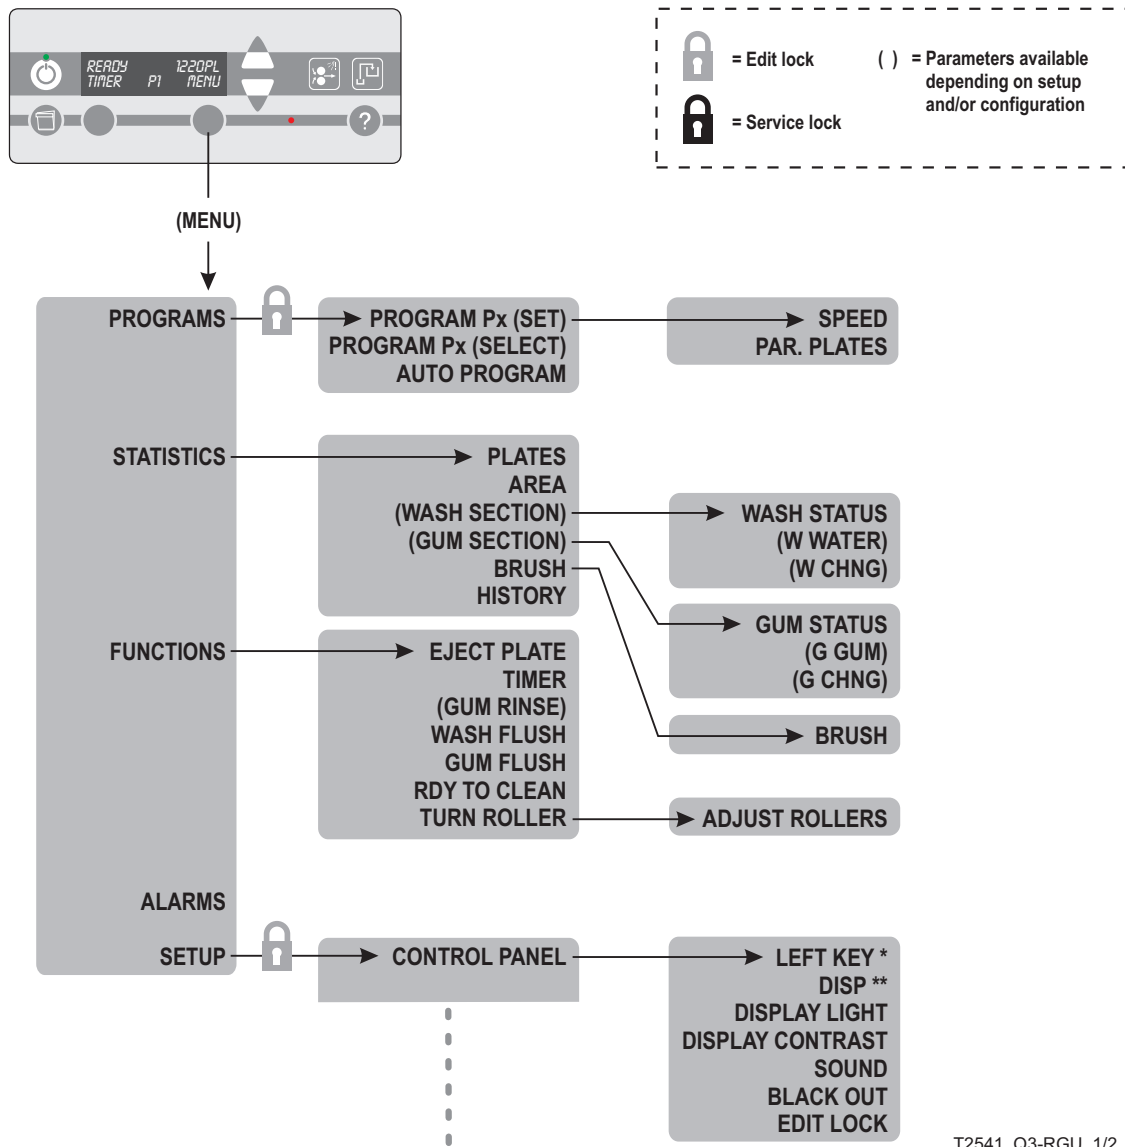 READY 1220PL
TIMER P1 MENU
?
= Edit lock
= Service lock
( ) = Parameters available
depending on setup
and/or configuration
(MENU)
PROGRAMS
PROGRAM Px (SET)
PROGRAM Px (SELECT)
AUTO PROGRAM
SPEED
PAR. PLATES
STATISTICS
PLATES
AREA
(WASH SECTION)
(GUM SECTION)
BRUSH
HISTORY
WASH STATUS
(W WATER)
(W CHNG)
GUM STATUS
(G GUM)
(G CHNG)
BRUSH
FUNCTIONS
EJECT PLATE
TIMER
(GUM RINSE)
WASH FLUSH
GUM FLUSH
RDY TO CLEAN
TURN ROLLER
ADJUST ROLLERS
ALARMS
SETUP
CONTROL PANEL
LEFT KEY *
DISP **
DISPLAY LIGHT
DISPLAY CONTRAST
SOUND
BLACK OUT
EDIT LOCK
T2541_O3-RGU_1/2